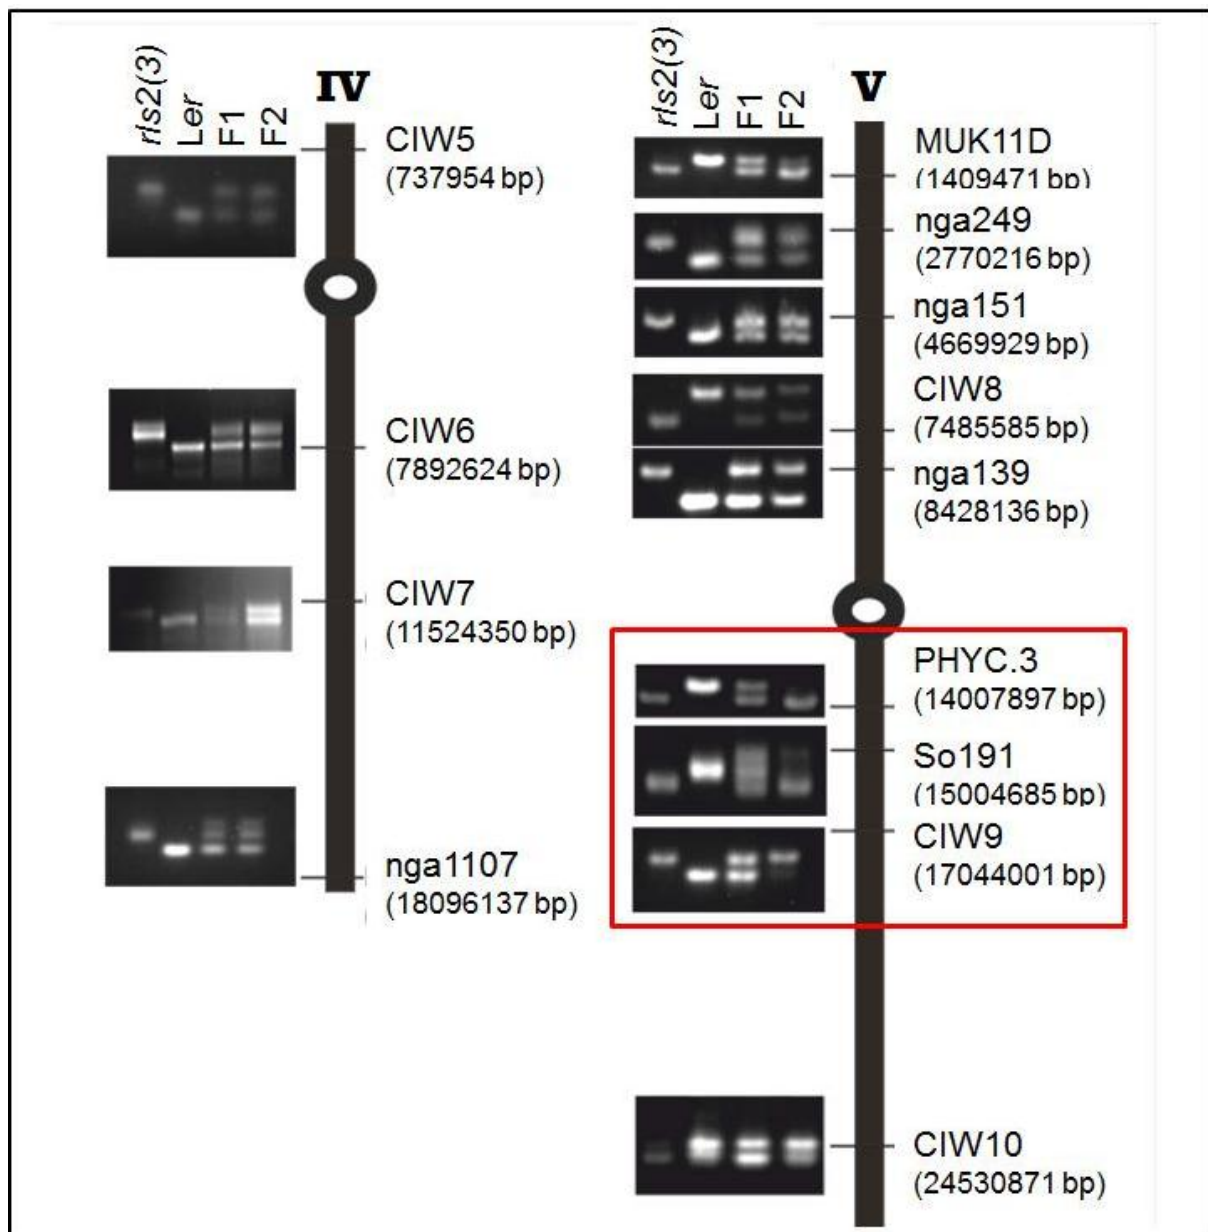 rls2(3)
Ler
F1
F2
IV
CIW5
(737954 bp)
CIW6
(7892624 bp)
CIW7
(11524350 bp)
nga1107
(18096137 bp)
rls2(3)
Ler
F1
F2
V
MUK11D
(1409471 bp)
nga249
(2770216 bp)
nga151
(4669929 bp)
CIW8
(7485585 bp)
nga139
(8428136 bp)
PHYC.3
(14007897 bp)
So191
(15004685 bp)
CIW9
(17044001 bp)
CIW10
(24530871 bp)